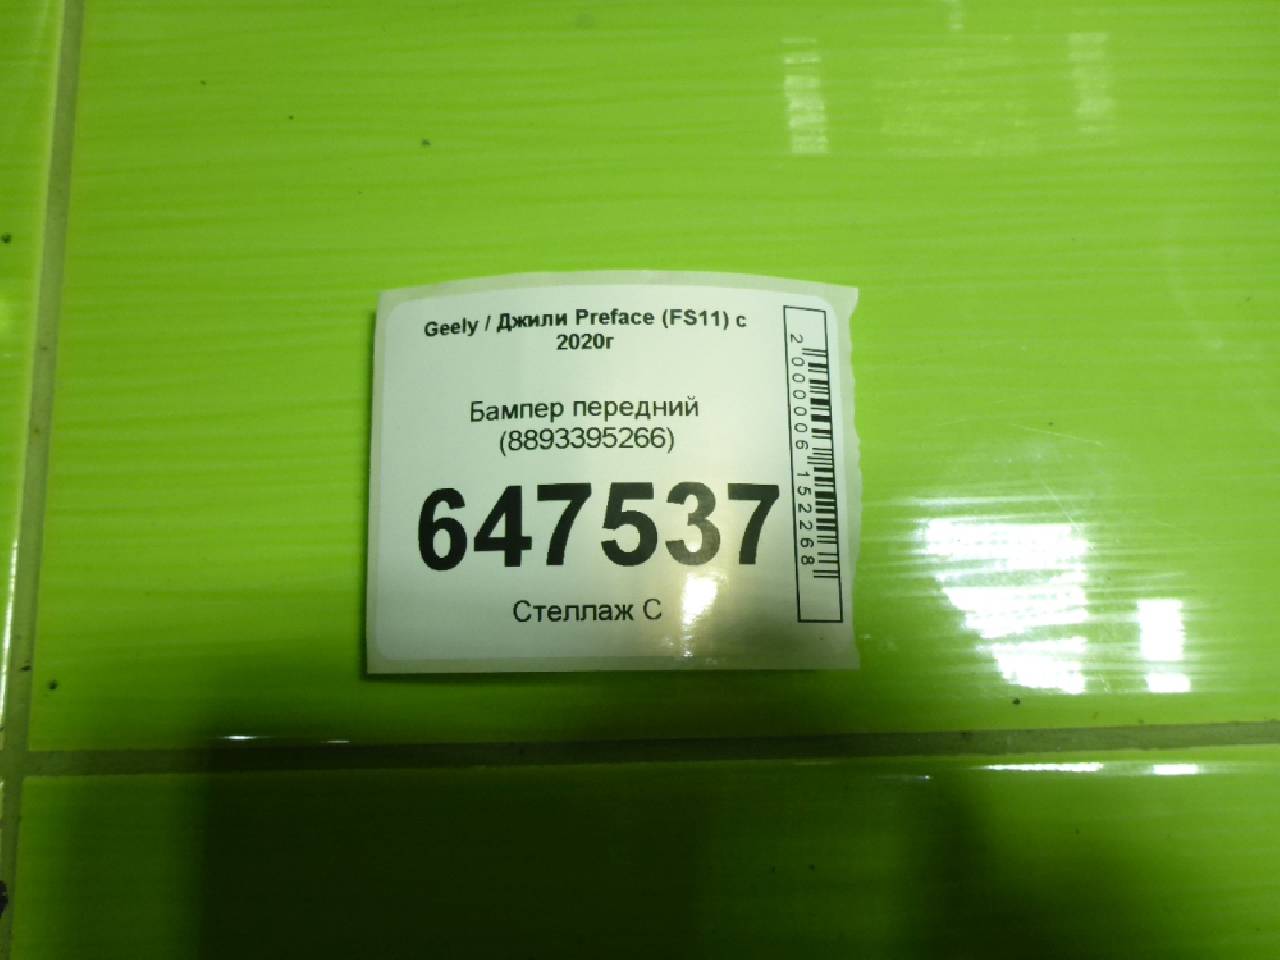 Geely / Джили Preface (FS11) с
2020г
Бампер передний
(8893395266)
647537
Стеллаж С
2000006152268